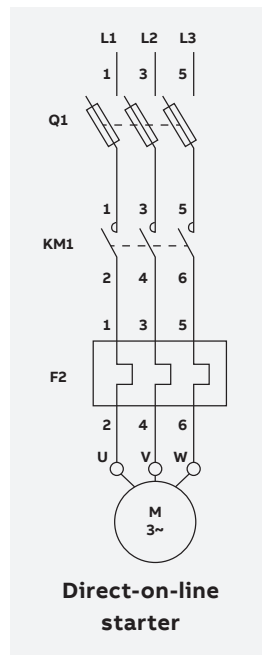 L1 L2 L3
1 3 5
Q1
1 3 5
KM1
2 4 6
1 3 5
F2
2 4 6
U V W
M
3~
Direct-on-line
starter